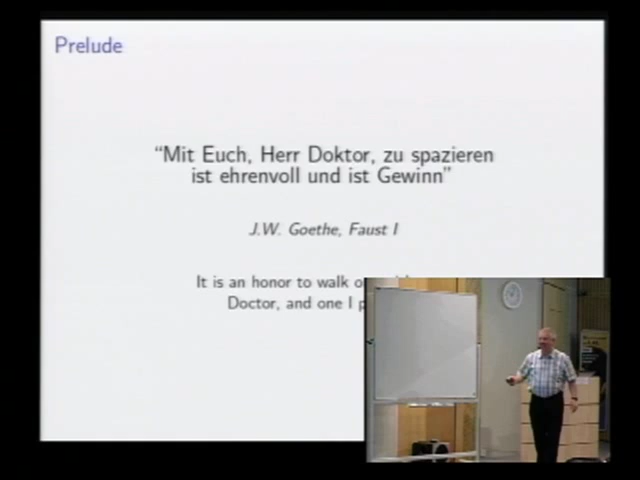 Prelude
“Mit Euch, Herr Doktor, zu spazieren
ist ehrenvoll und ist Gewinn”
J.W. Goethe, Faust I
It is an honor to walk
Doctor, and one I